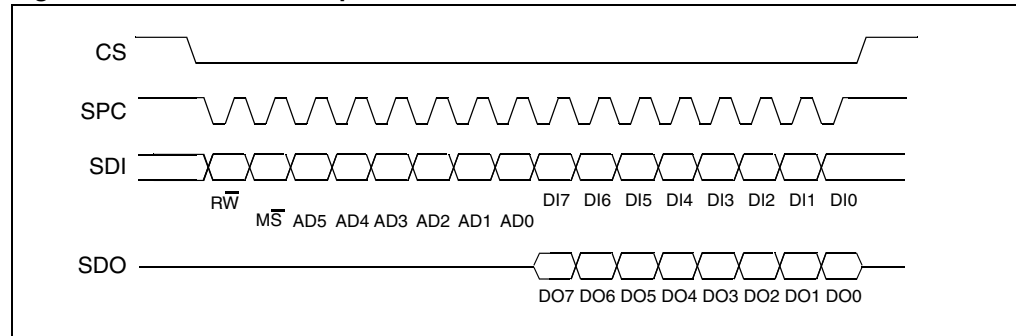 CS
SPC
SDI
RW̅
DI7 DI6 DI5 DI4 DI3 DI2 DI1 DI0
MS̅ AD5 AD4 AD3 AD2 AD1 AD0
SDO
DO7 DO6 DO5 DO4 DO3 DO2 DO1 DO0